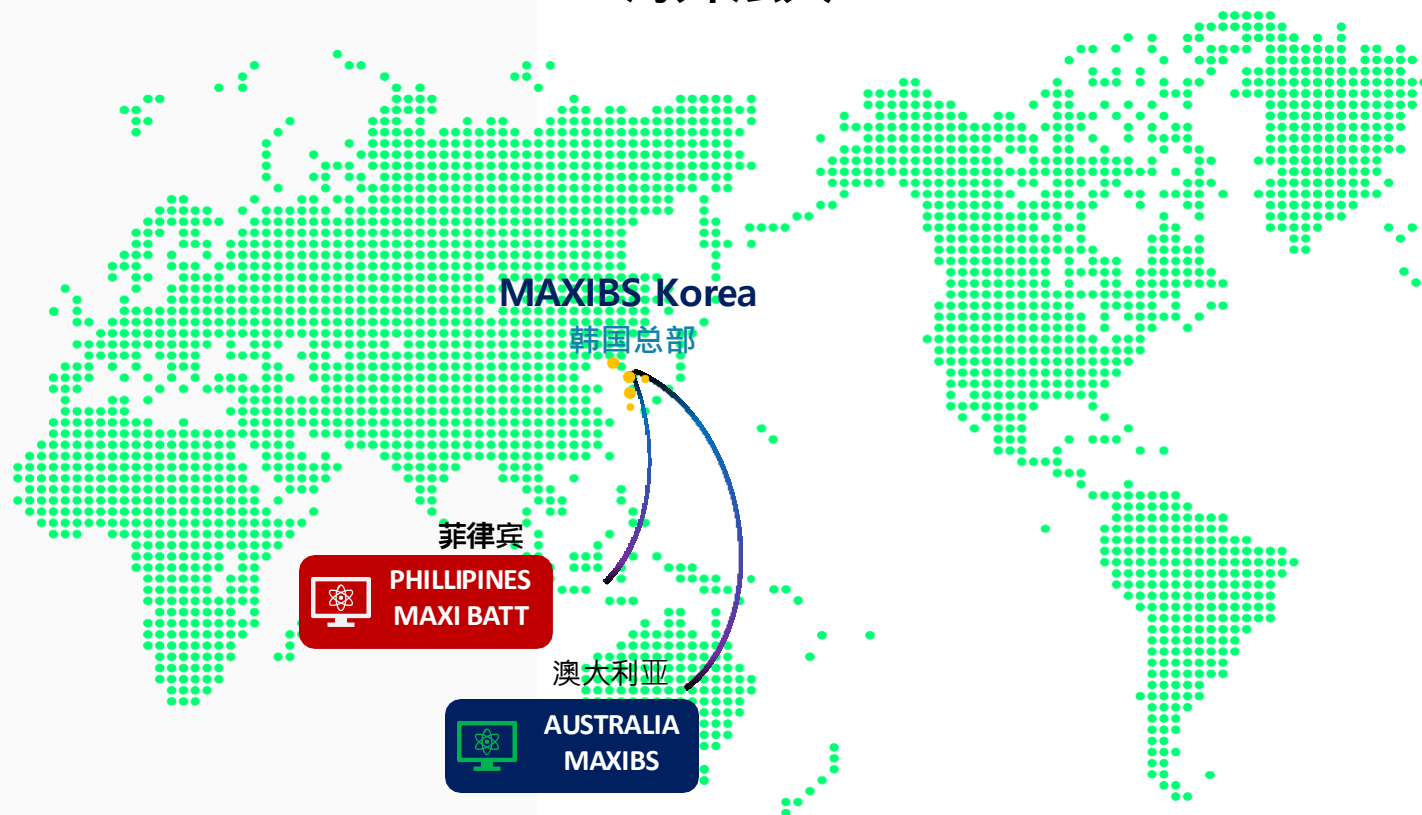 MAXIBS Korea
韩国总部
菲律宾
PHILLIPINES
MAXI BATT
澳大利亚
AUSTRALIA
MAXIBS